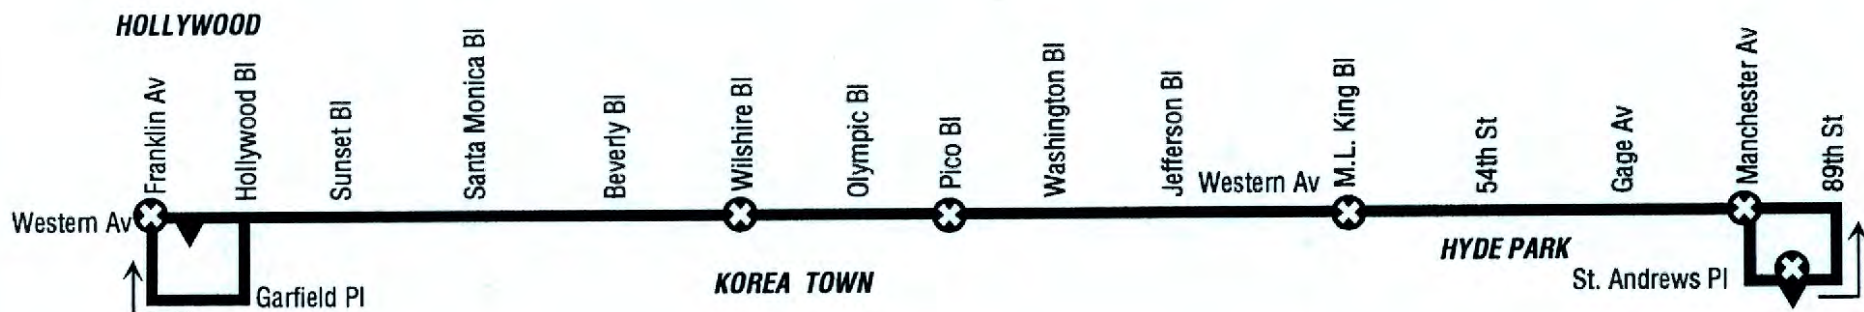 HOLLYWOOD
Franklin Av
Hollywood Bl
Sunset Bl
Santa Monica Bl
Beverly Bl
Wilshire Bl
Olympic Bl
Pico Bl
Washington Bl
Jefferson Bl
Western Av
M.L. King Bl
54th St
Gage Av
Manchester Av
89th St
Western Av
HYDE PARK
KOREA TOWN
St. Andrews Pl
Garfield Pl